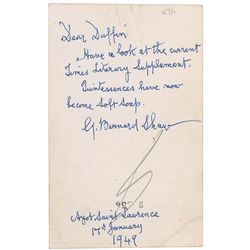 Dear Duffin
Have a look at the current
Times Literary Supplement.
Quintessences have now
become Soft Soap.
G. Bernard Shaw
Ayot Saint Lawrence
17th January
1949